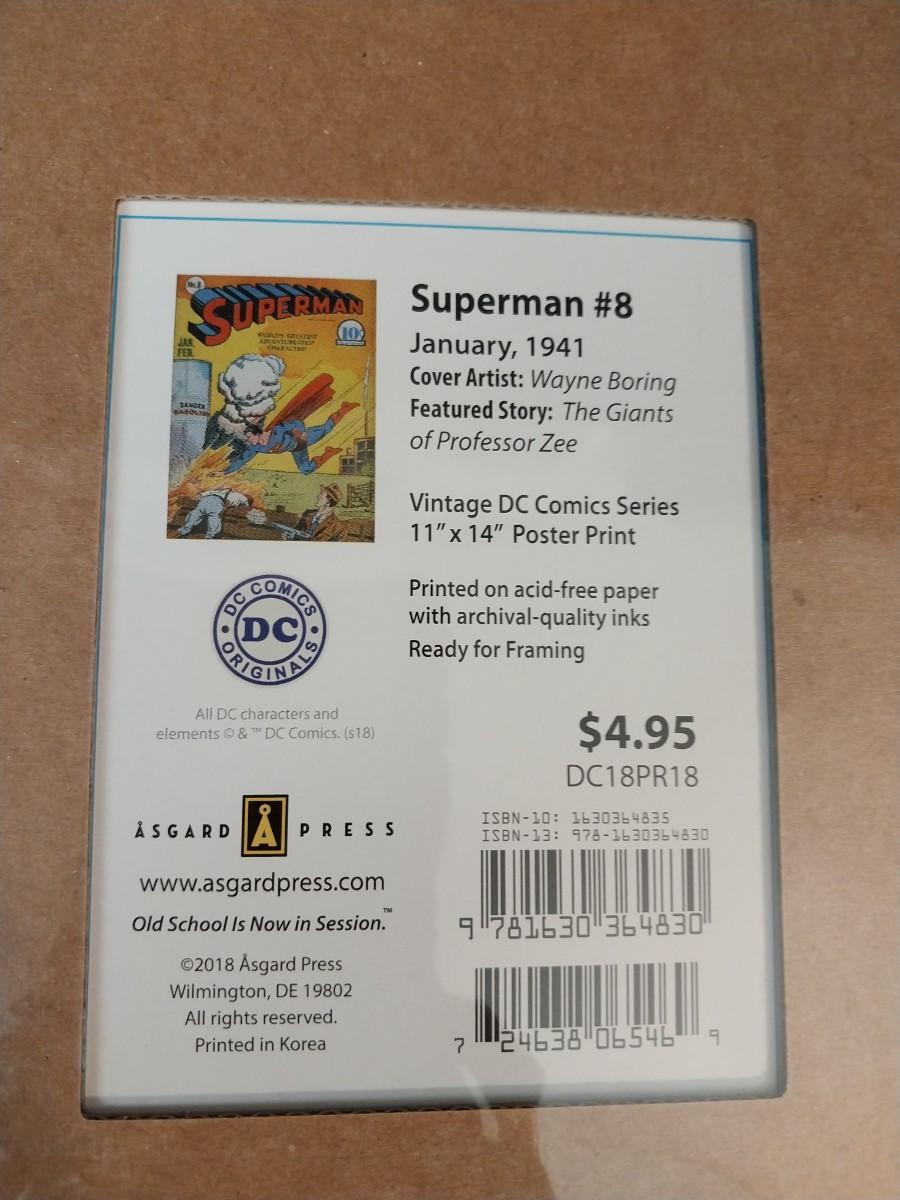 No.8
SUPERMAN
JAN.
FEB.
WORLD'S GREATEST
ADVENTURE-STRIP
CHARACTER!
10¢
DANGER
GASOLINE
Superman #8
January, 1941
Cover Artist: Wayne Boring
Featured Story: The Giants
of Professor Zee
Vintage DC Comics Series
11” x 14” Poster Print
Printed on acid-free paper
with archival-quality inks
Ready for Framing
DC COMICS
DC
ORIGINALS
All DC characters and
elements © & ™ DC Comics. (s18)
$4.95
DC18PR18
ÅSGARD Å PRESS
www.asgardpress.com
Old School Is Now in Session.™
©2018 Åsgard Press
Wilmington, DE 19802
All rights reserved.
Printed in Korea
ISBN-10: 1630364835
ISBN-13: 978-1630364830
9 781630 364830
7 24638 06546 9